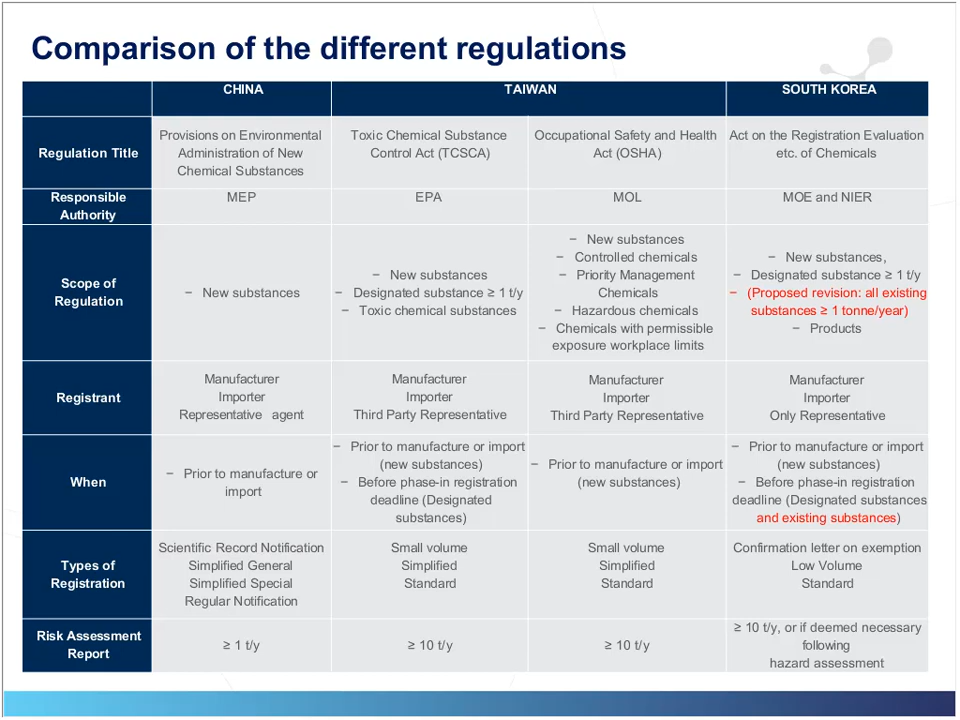 Comparison of the different regulations
CHINA
TAIWAN
SOUTH KOREA
Regulation Title
Provisions on Environmental
Administration of New
Chemical Substances
Toxic Chemical Substance
Control Act (TCSCA)
Occupational Safety and Health
Act (OSHA)
Act on the Registration Evaluation
etc. of Chemicals
Responsible
Authority
MEP
EPA
MOL
MOE and NIER
Scope of
Regulation
− New substances
− New substances
− Designated substance ≥ 1 t/y
− Toxic chemical substances
− New substances
− Controlled chemicals
− Priority Management
Chemicals
− Hazardous chemicals
− Chemicals with permissible
exposure workplace limits
− New substances,
− Designated substance ≥ 1 t/y
− (Proposed revision: all existing
substances ≥ 1 tonne/year)
− Products
Registrant
Manufacturer
Importer
Representative agent
Manufacturer
Importer
Third Party Representative
Manufacturer
Importer
Third Party Representative
Manufacturer
Importer
Only Representative
When
− Prior to manufacture or
import
− Prior to manufacture or import
(new substances)
− Before phase-in registration
deadline (Designated
substances)
− Prior to manufacture or import
(new substances)
− Prior to manufacture or import
(new substances)
− Before phase-in registration
deadline (Designated substances
and existing substances)
Types of
Registration
Scientific Record Notification
Simplified General
Simplified Special
Regular Notification
Small volume
Simplified
Standard
Small volume
Simplified
Standard
Confirmation letter on exemption
Low Volume
Standard
Risk Assessment
Report
≥ 1 t/y
≥ 10 t/y
≥ 10 t/y
≥ 10 t/y, or if deemed necessary
following
hazard assessment